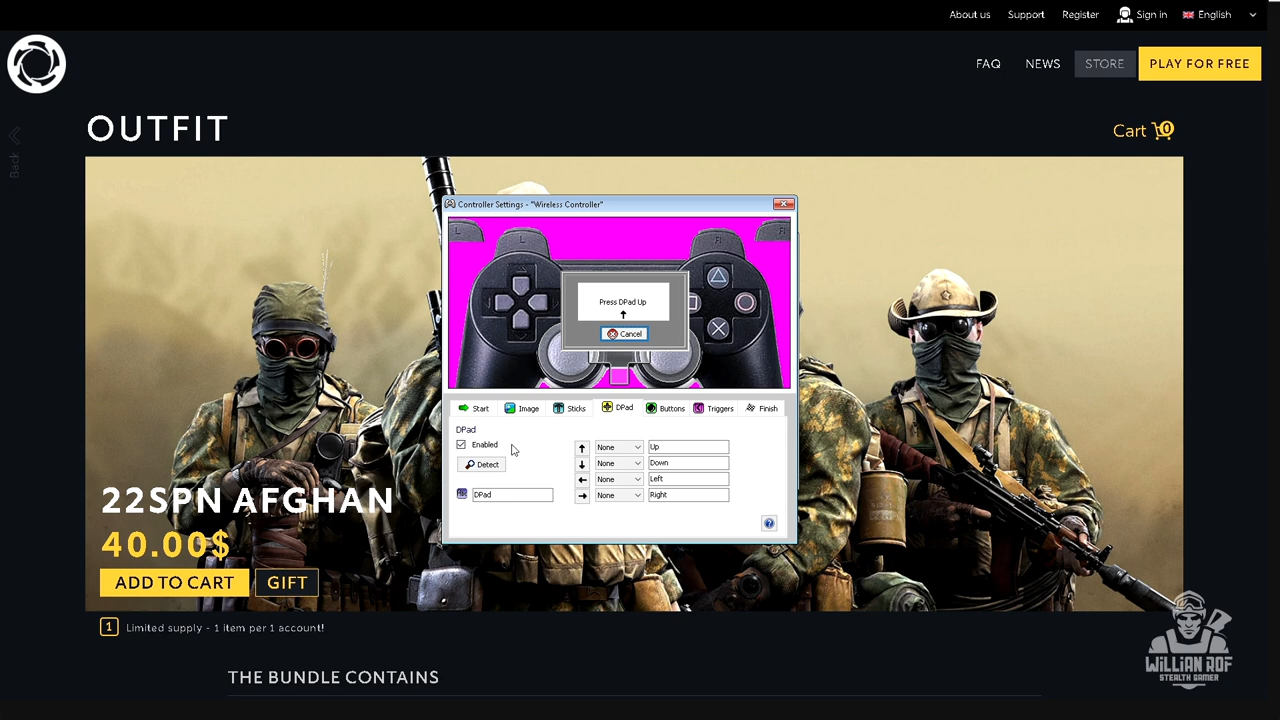 About us Support Register Sign in English
FAQ NEWS STORE PLAY FOR FREE
Back
OUTFIT
Cart 0
Controller Settings - "Wireless Controller"
L L R R
Press DPad Up
Cancel
Start Image Sticks DPad Buttons Triggers Finish
DPad
Enabled
Detect
DPad
None Up
None Down
None Left
None Right
22SPN AFGHAN
40.00$
ADD TO CART GIFT
1 Limited supply - 1 item per 1 account!
THE BUNDLE CONTAINS
WILLIAN ROF
STEALTH GAMER